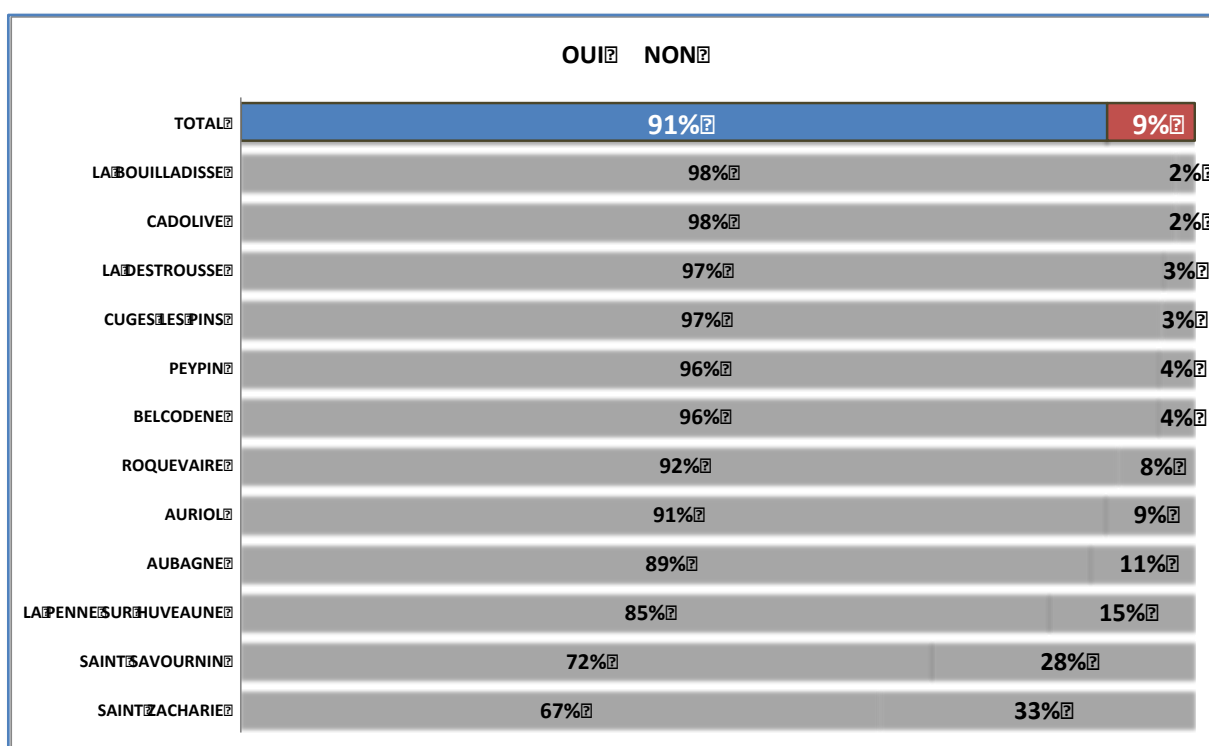 OUI NON
TOTAL 91% 9%
LA BOUILLADISSE 98% 2%
CADOLIVE 98% 2%
LA DESTROUSSE 97% 3%
CUGES LES PINS 97% 3%
PEYPIN 96% 4%
BELCODENE 96% 4%
ROQUEVAIRE 92% 8%
AURIOL 91% 9%
AUBAGNE 89% 11%
LA PENNE SUR HUVEAUNE 85% 15%
SAINT SAVOURNIN 72% 28%
SAINT ZACHARIE 67% 33%